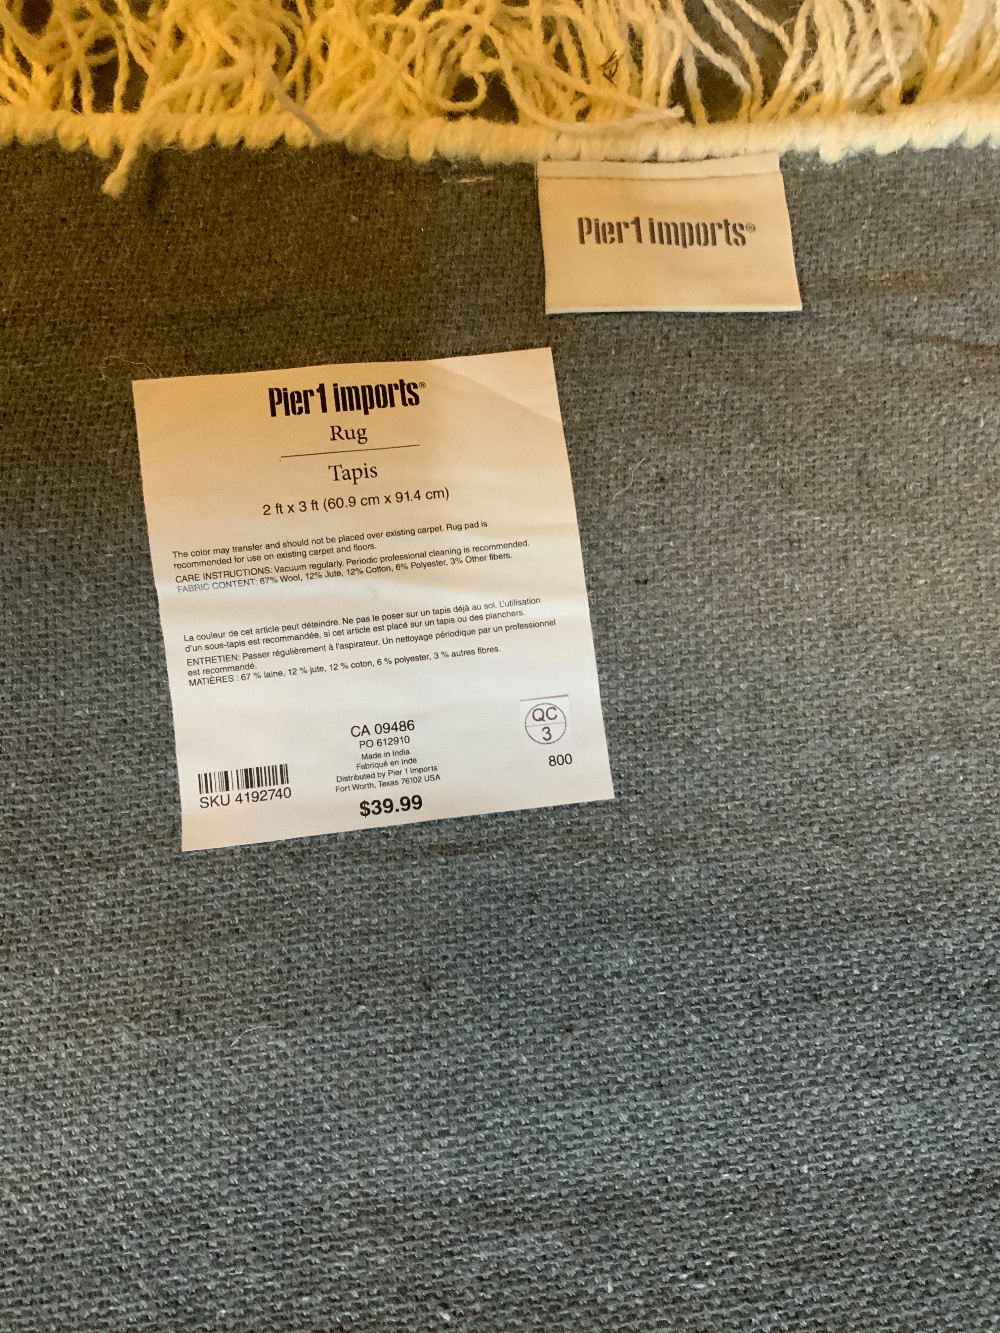 Pier1 imports®
Pier1 imports®
Rug
Tapis
2 ft x 3 ft (60.9 cm x 91.4 cm)
The color may transfer and should not be placed over existing carpet. Rug pad is
recommended for use on existing carpet and floors.
CARE INSTRUCTIONS: Vacuum regularly. Periodic professional cleaning is recommended.
FABRIC CONTENT: 67% Wool, 12% Jute, 12% Cotton, 6% Polyester, 3% Other fibers.
La couleur de cet article peut déteindre. Ne pas le poser sur un tapis déjà au sol. L'utilisation
d'un sous-tapis est recommandée, si cet article est placé sur un tapis ou des planchers.
ENTRETIEN: Passer régulièrement à l'aspirateur. Un nettoyage périodique par un professionnel
est recommandé.
MATIÈRES : 67 % laine, 12 % jute, 12 % coton, 6 % polyester, 3 % autres fibres.
CA 09486
PO 612910
Made in India
Fabriqué en Inde
Distributed by Pier 1 Imports
Fort Worth, Texas 76102 USA
$39.99
SKU 4192740
QC
3
800